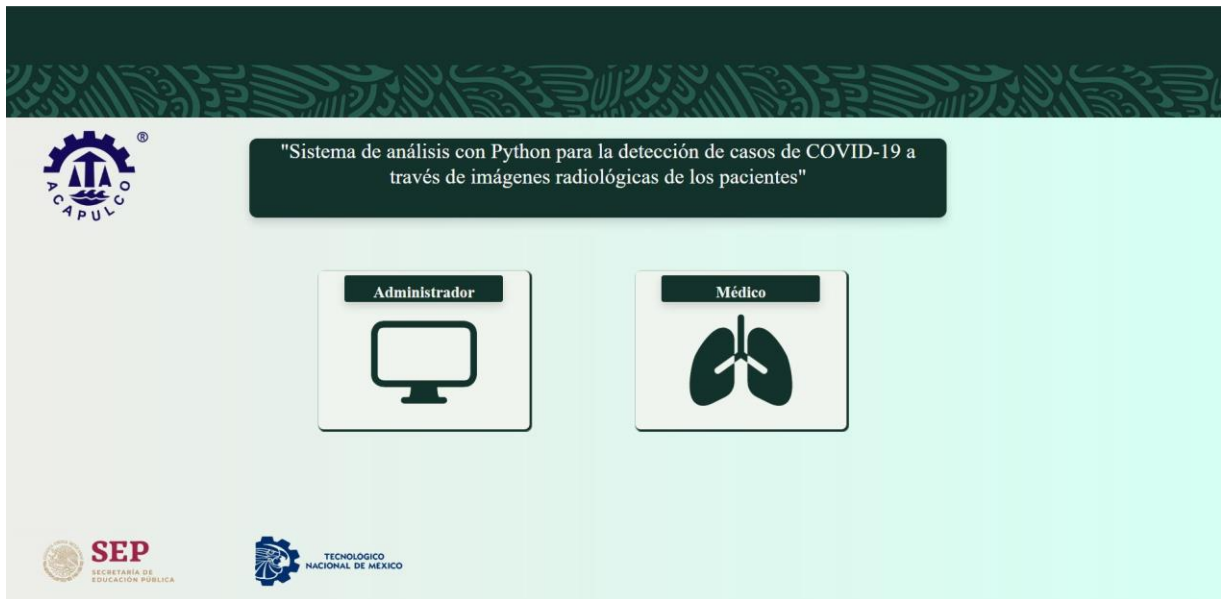 ®
ACAPULCO
"Sistema de análisis con Python para la detección de casos de COVID-19 a
través de imágenes radiológicas de los pacientes"
Administrador
Médico
SEP
SECRETARÍA DE
EDUCACIÓN PÚBLICA
TECNOLÓGICO
NACIONAL DE MÉXICO